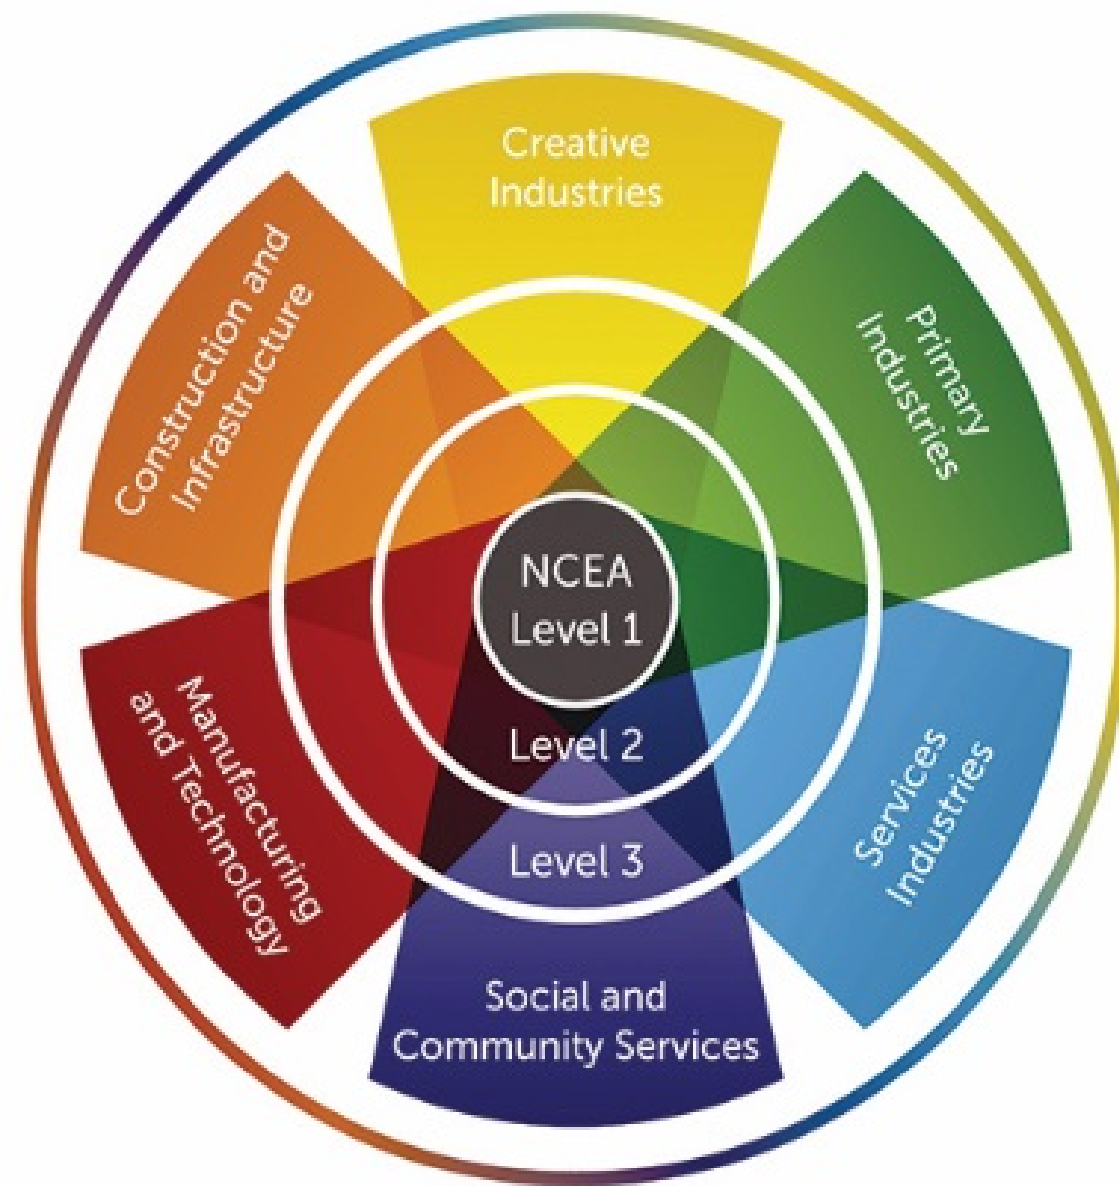 Creative
Industries
Primary
Industries
Services
Industries
Social and
Community Services
Manufacturing
and Technology
Construction and
Infrastructure
NCEA
Level 1
Level 2
Level 3